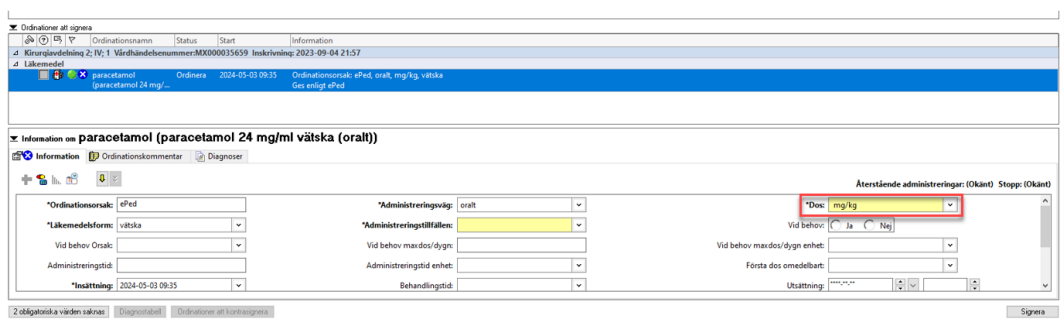 Ordinationer att signera
Ordinationsnamn Status Start Information
Kirurgiavdelning 2; IV; 1 Vårdhändelsenummer:MX000035659 Inskrivning: 2023-09-04 21:57
Läkemedel
paracetamol Ordinera 2024-05-03 09:35 Ordinationsorsak: ePed, oralt, mg/kg, vätska
(paracetamol 24 mg/... Ges enligt ePed
Information om paracetamol (paracetamol 24 mg/ml vätska (oralt))
Information Ordinationskommentar Diagnoser
Återstående administreringar: (Okänt) Stopp: (Okänt)
*Ordinationsorsak: ePed *Administreringsväg: oralt *Dos: mg/kg
*Läkemedelsform: vätska *Administreringstillfällen: Vid behov: Ja Nej
Vid behov Orsak: Vid behov maxdos/dygn: Vid behov maxdos/dygn enhet:
Administreringstid: Administreringstid enhet: Första dos omedelbart:
*Insättning: 2024-05-03 09:35 Behandlingstid: Utsättning: ****-**-**
2 obligatoriska värden saknas Diagnostabell Ordinationer att kontrasignera Signera